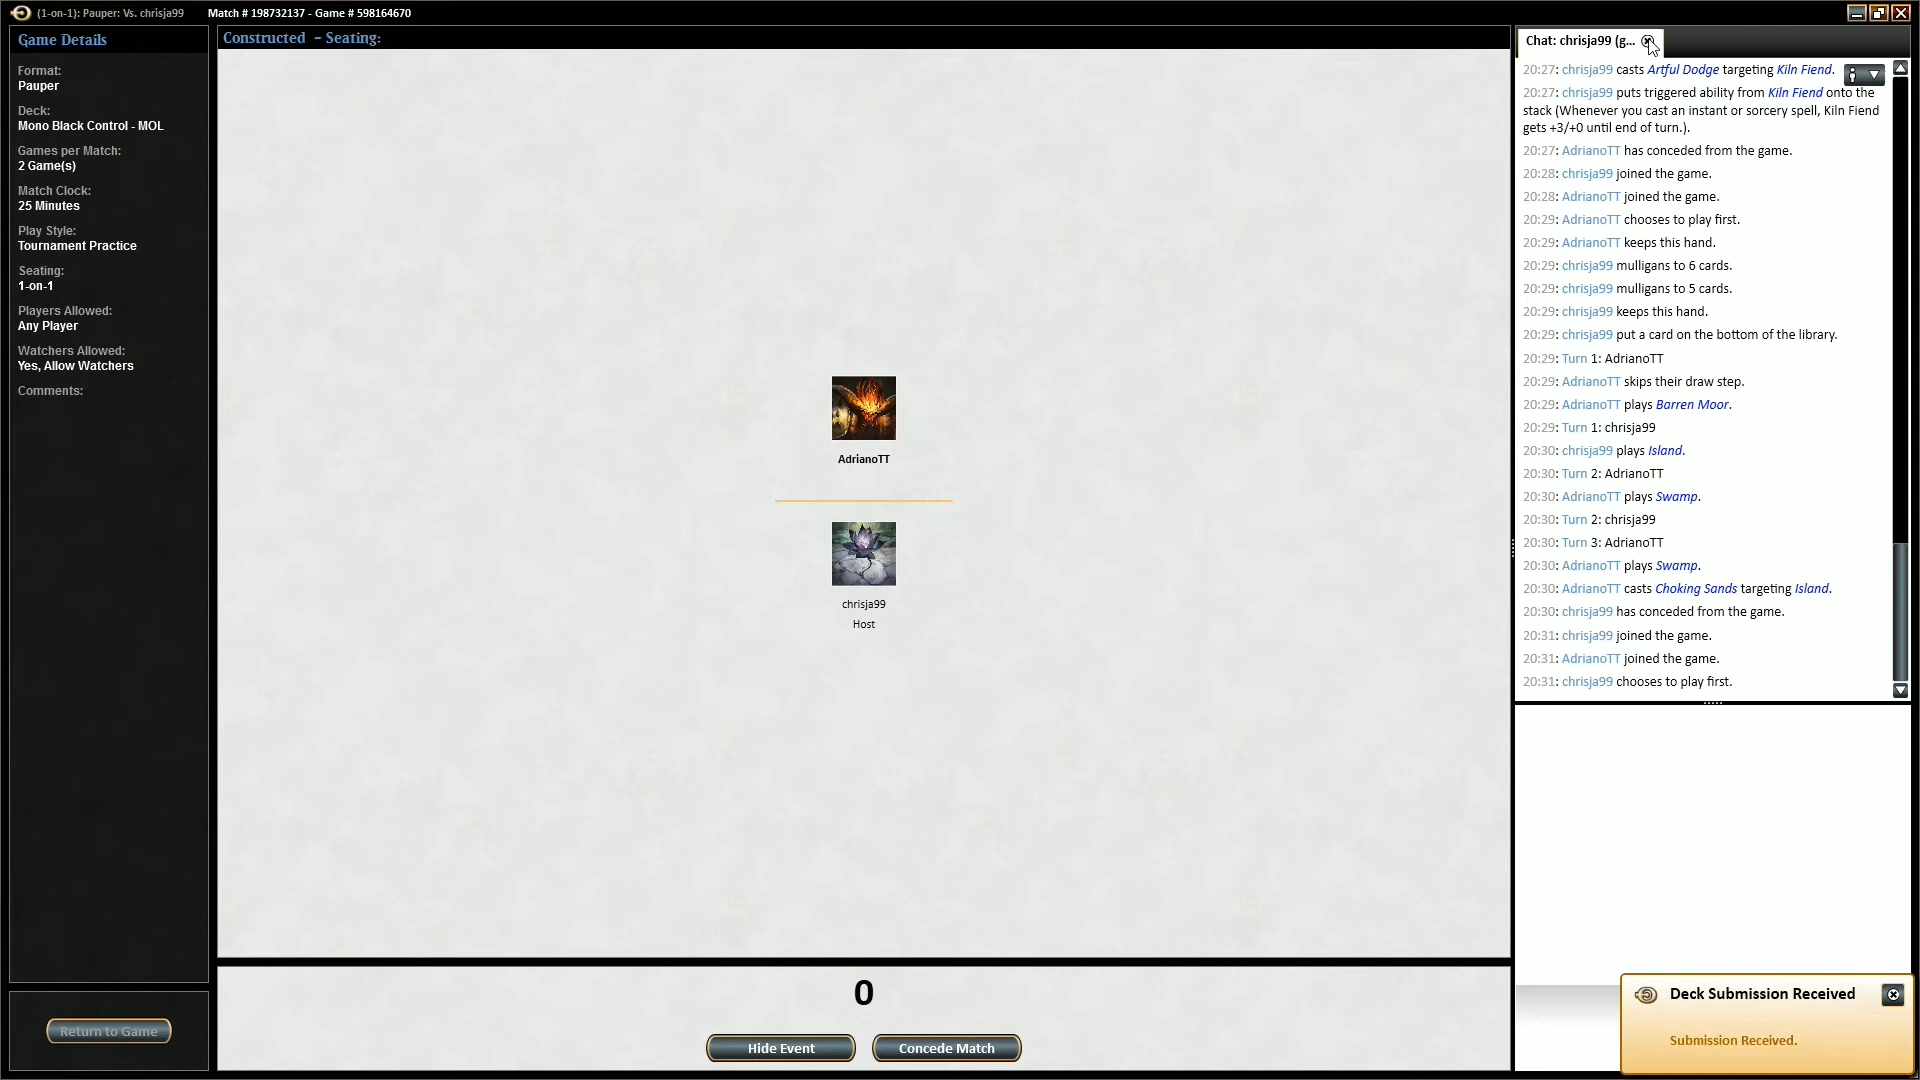 (1-on-1): Pauper: Vs. chrisja99 Match # 198732137 - Game # 598164670
Game Details
Format:
Pauper
Deck:
Mono Black Control - MOL
Games per Match:
2 Game(s)
Match Clock:
25 Minutes
Play Style:
Tournament Practice
Seating:
1-on-1
Players Allowed:
Any Player
Watchers Allowed:
Yes, Allow Watchers
Comments:
Return to Game
Constructed - Seating:
AdrianoTT
chrisja99
Host
0
Hide Event
Concede Match
Chat: chrisja99 (g...
20:27: chrisja99 casts Artful Dodge targeting Kiln Fiend.
20:27: chrisja99 puts triggered ability from Kiln Fiend onto the
stack (Whenever you cast an instant or sorcery spell, Kiln Fiend
gets +3/+0 until end of turn.).
20:27: AdrianoTT has conceded from the game.
20:28: chrisja99 joined the game.
20:28: AdrianoTT joined the game.
20:29: AdrianoTT chooses to play first.
20:29: AdrianoTT keeps this hand.
20:29: chrisja99 mulligans to 6 cards.
20:29: chrisja99 mulligans to 5 cards.
20:29: chrisja99 keeps this hand.
20:29: chrisja99 put a card on the bottom of the library.
20:29: Turn 1: AdrianoTT
20:29: AdrianoTT skips their draw step.
20:29: AdrianoTT plays Barren Moor.
20:29: Turn 1: chrisja99
20:30: chrisja99 plays Island.
20:30: Turn 2: AdrianoTT
20:30: AdrianoTT plays Swamp.
20:30: Turn 2: chrisja99
20:30: Turn 3: AdrianoTT
20:30: AdrianoTT plays Swamp.
20:30: AdrianoTT casts Choking Sands targeting Island.
20:30: chrisja99 has conceded from the game.
20:31: chrisja99 joined the game.
20:31: AdrianoTT joined the game.
20:31: chrisja99 chooses to play first.
Deck Submission Received
Submission Received.